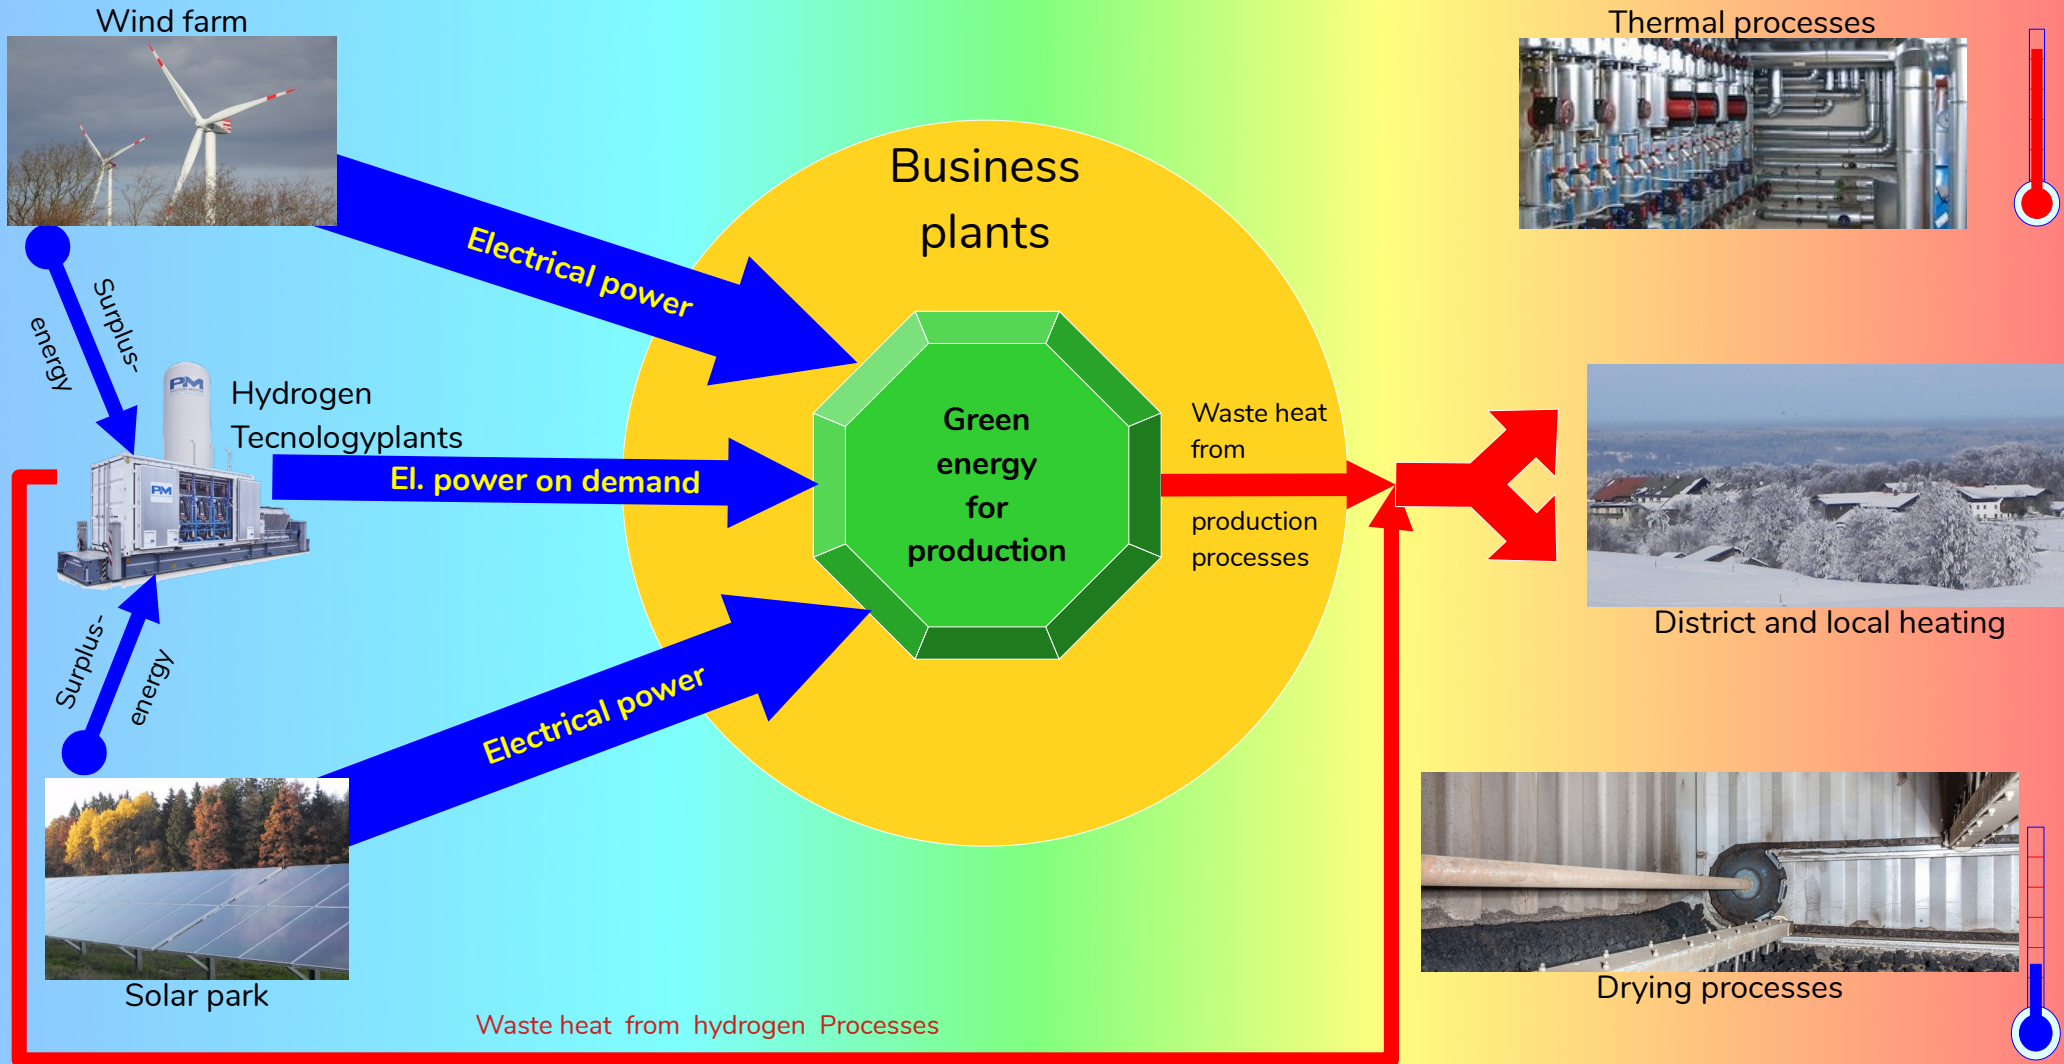 Wind farm
Thermal processes
Business
plants
Electrical power
Surplus-
energy
PM
Hydrogen
Tecnologyplants
PM
El. power on demand
Green
energy
for
production
Waste heat
from
production
processes
District and local heating
Surplus-
energy
Electrical power
Solar park
Drying processes
Waste heat from hydrogen Processes